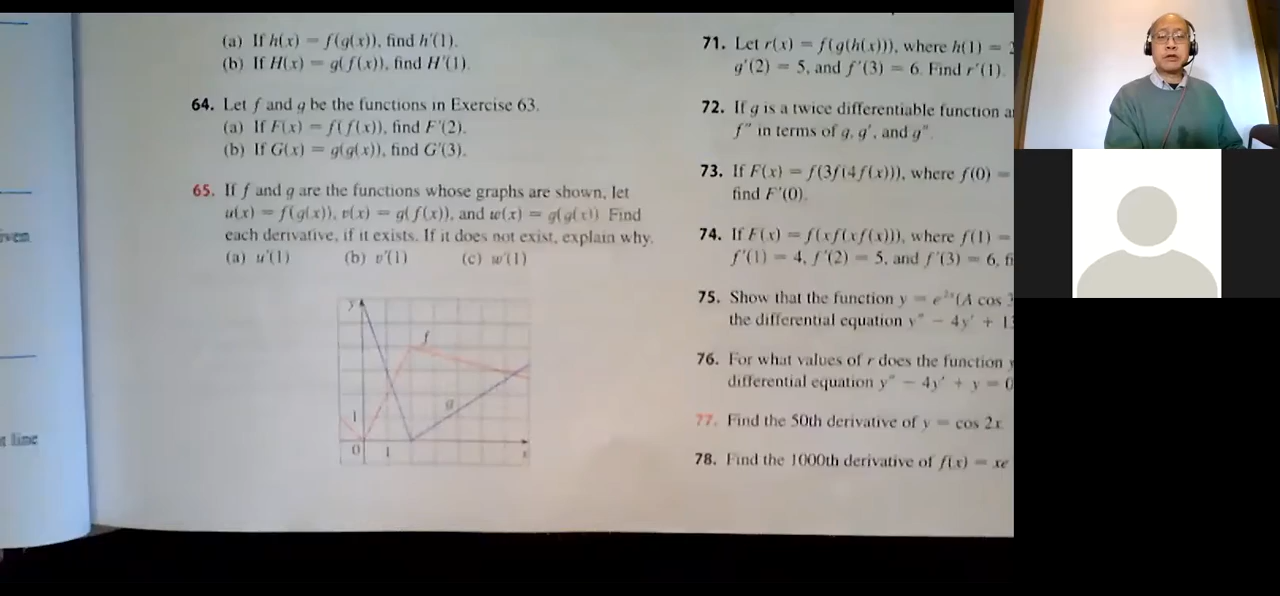 (a) If h(x) = f(g(x)), find h′(1).
(b) If H(x) = g(f(x)), find H′(1).
64. Let f and g be the functions in Exercise 63.
(a) If F(x) = f(f(x)), find F′(2).
(b) If G(x) = g(g(x)), find G′(3).
65. If f and g are the functions whose graphs are shown, let
u(x) = f(g(x)), v(x) = g(f(x)), and w(x) = g(g(x)). Find
each derivative, if it exists. If it does not exist, explain why.
(a) u′(1) (b) v′(1) (c) w′(1)
y
f
g
1
0 1 x
71. Let r(x) = f(g(h(x))), where h(1) = 2
g′(2) = 5, and f′(3) = 6. Find r′(1).
72. If g is a twice differentiable function
f″ in terms of g, g′, and g″.
73. If F(x) = f(3f(4f(x))), where f(0) =
find F′(0).
74. If F(x) = f(xf(xf(x))), where f(1) =
f′(1) = 4, f′(2) = 5, and f′(3) = 6,
75. Show that the function y = e²ˣ(A cos 3
the differential equation y″ − 4y′ + 13
76. For what values of r does the function
differential equation y″ − 4y′ + y = 0
77. Find the 50th derivative of y = cos 2x.
78. Find the 1000th derivative of f(x) = xe
line